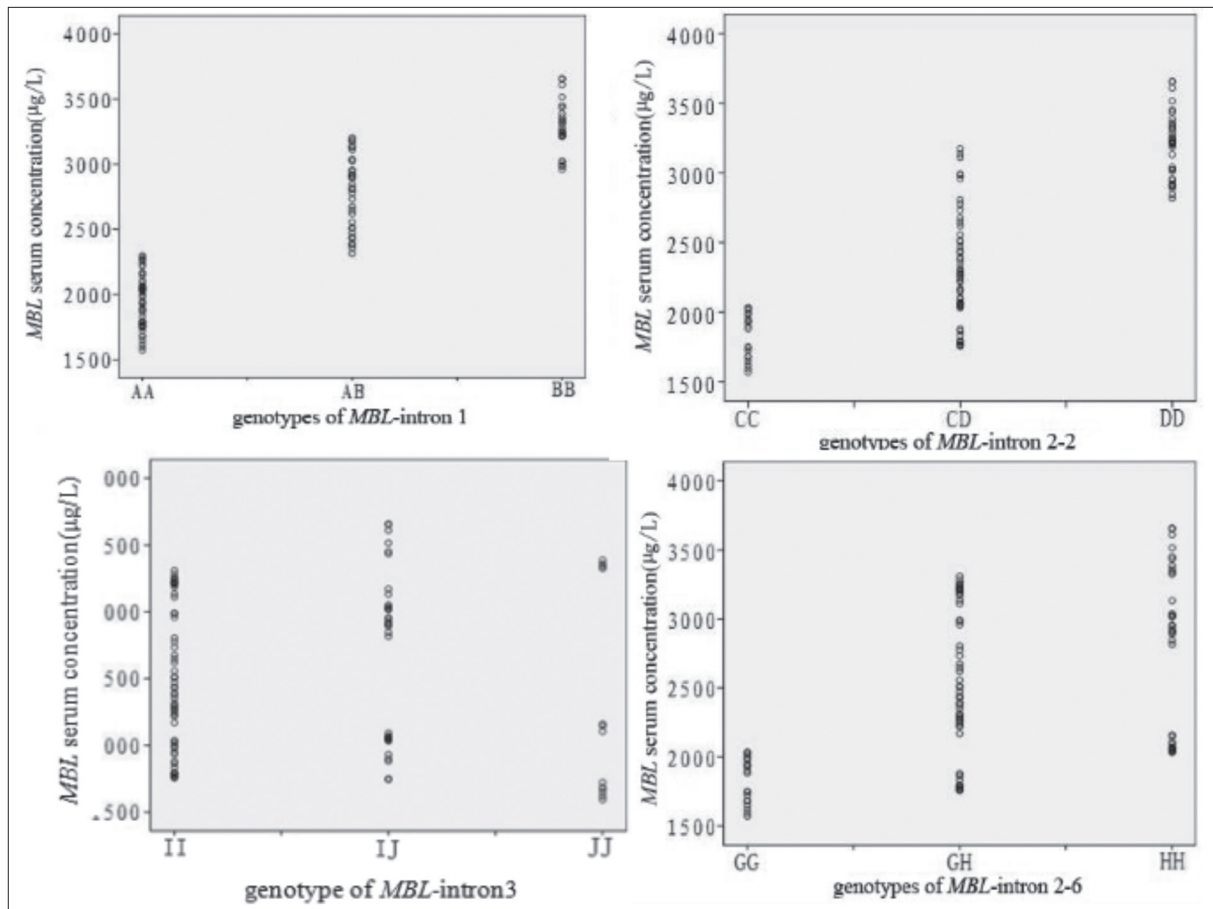 MBL serum concentration(μg/L)
4000
3500
3000
2500
2000
1500
AA AB BB
genotypes of MBL-intron 1
MBL serum concentration(μg/L)
4000
3500
3000
2500
2000
1500
CC CD DD
genotypes of MBL-intron 2-2
MBL serum concentration(μg/L)
000
500
000
500
000
500
II IJ JJ
genotype of MBL-intron3
MBL serum concentration(μg/L)
4000
3500
3000
2500
2000
1500
GG GH HH
genotypes of MBL-intron 2-6